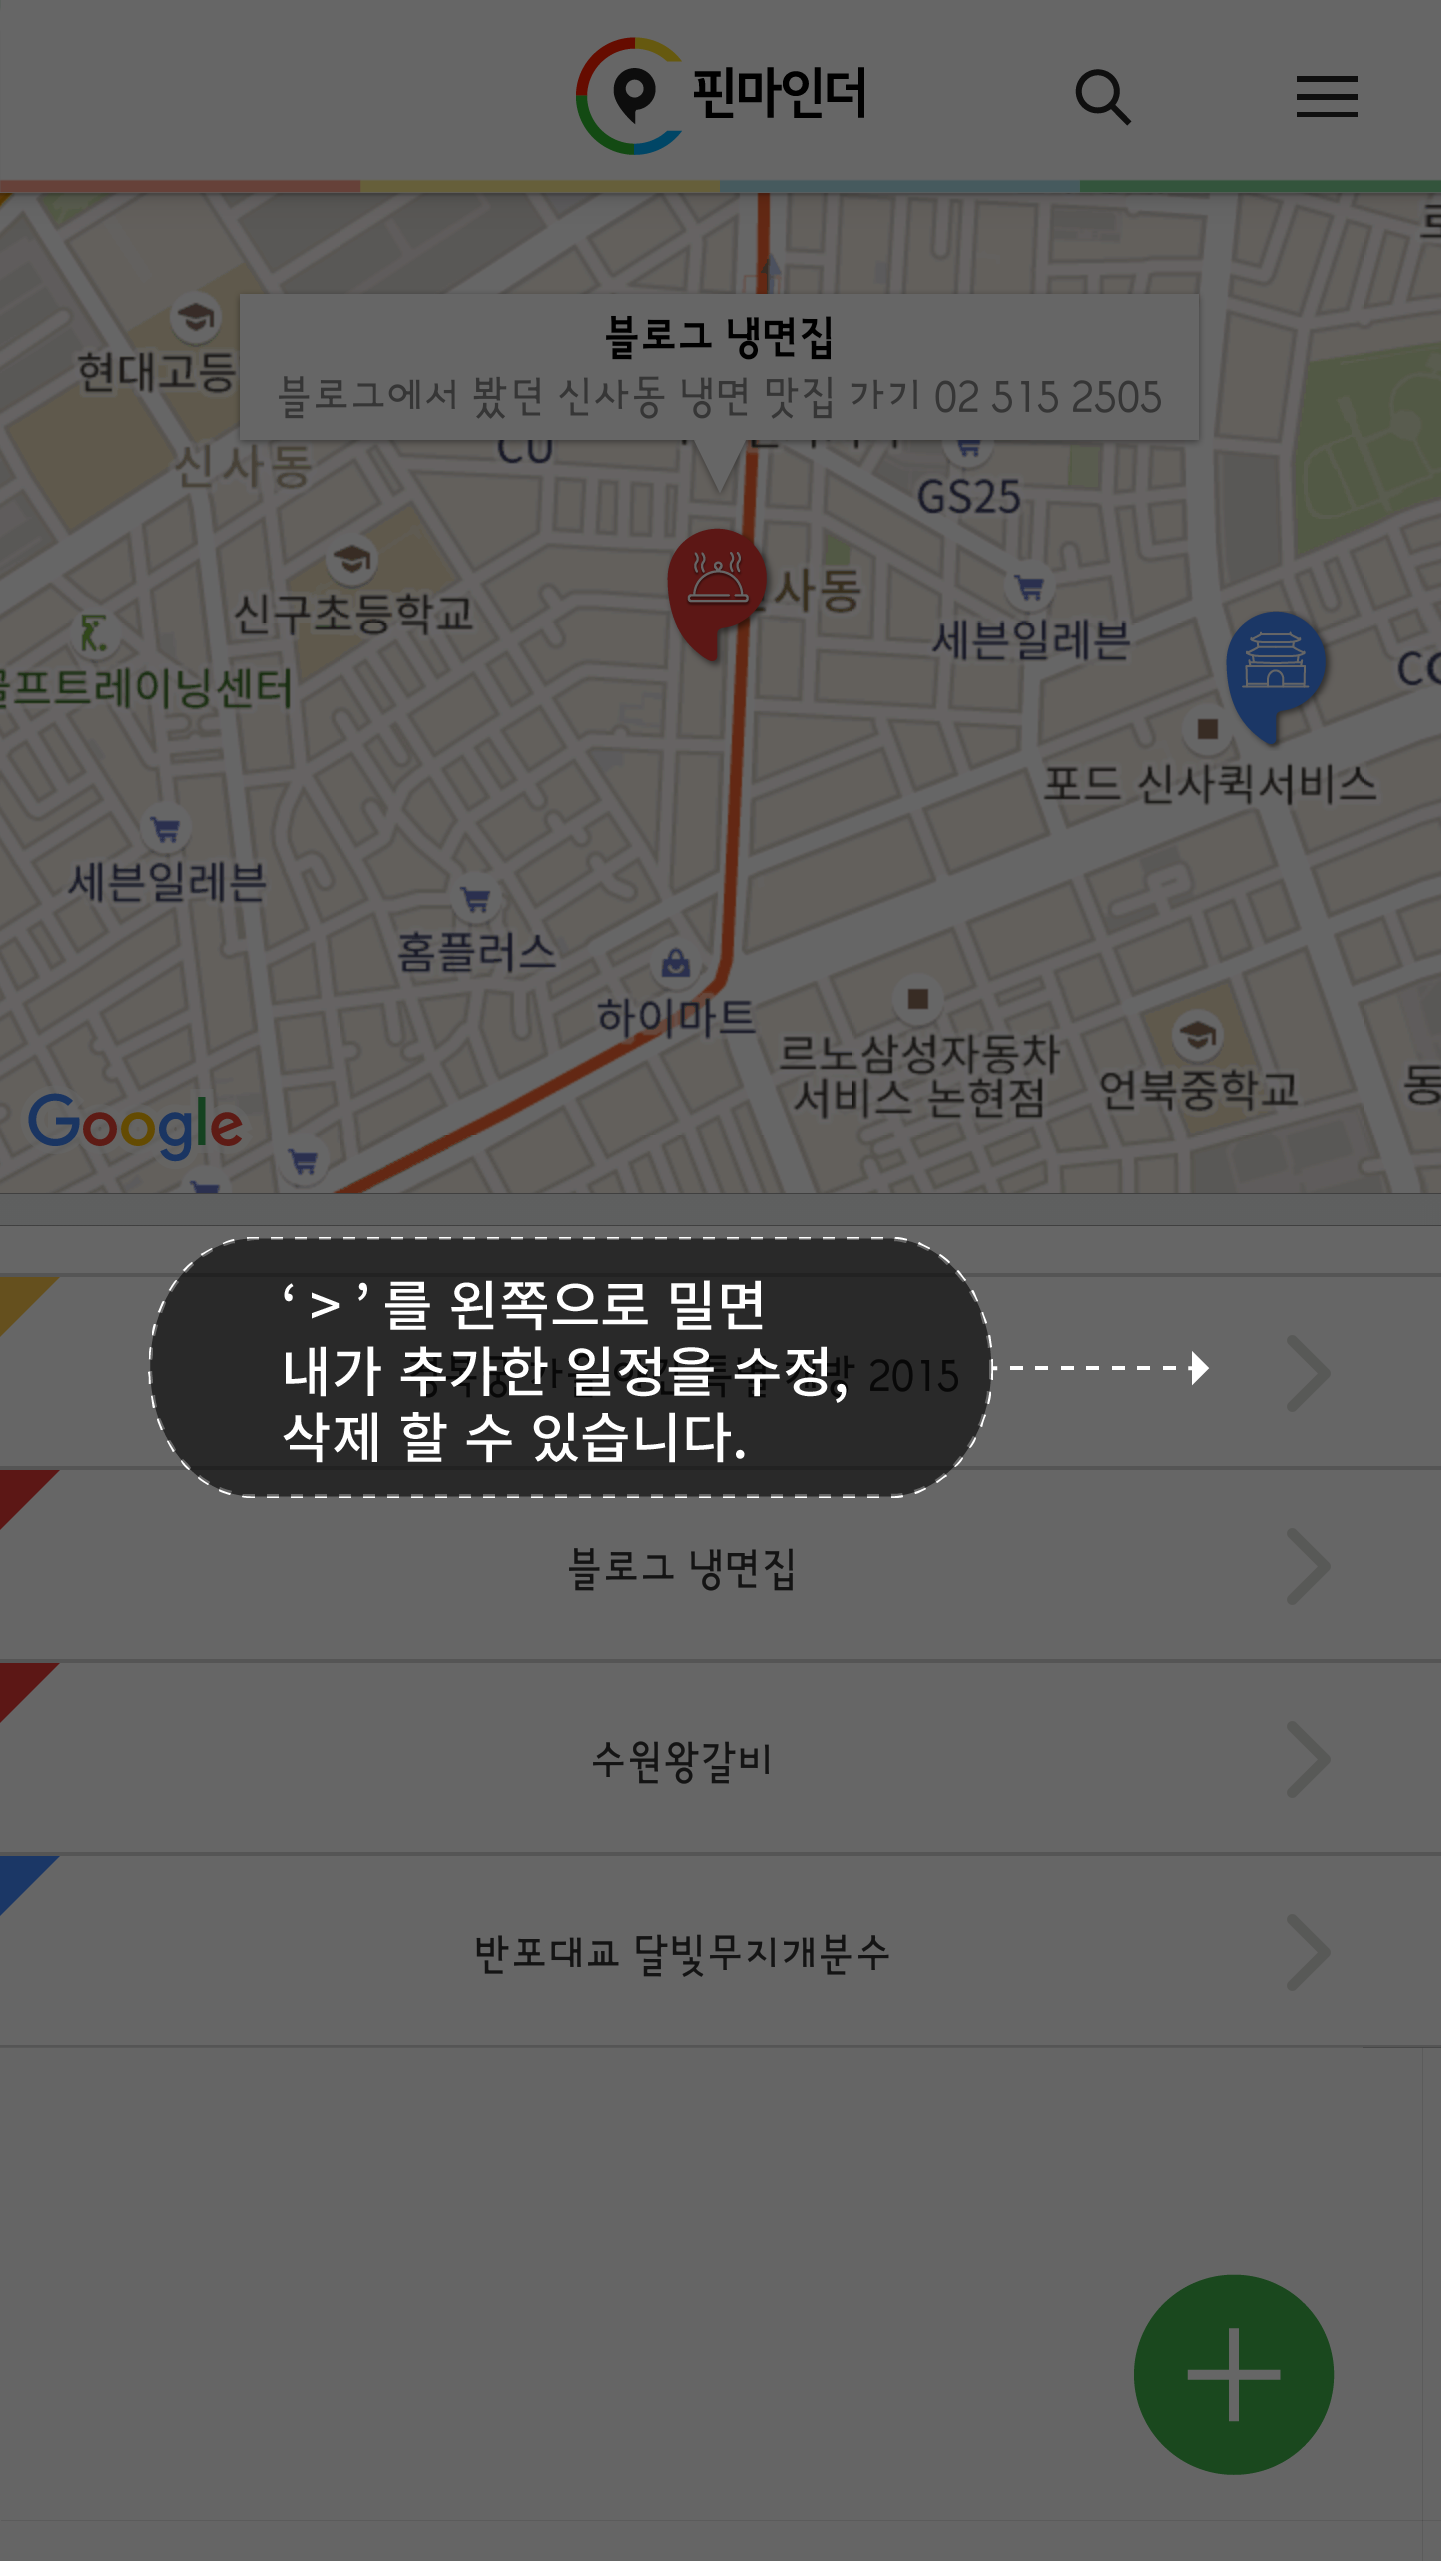 핀마인더
블로그 냉면집
블로그에서 봤던 신사동 냉면 맛집 가기 02 515 2505
현대고등
신사동
CU
GS25
사동
신구초등학교
세븐일레븐
프트레이닝센터
포드 신사퀵서비스
세븐일레븐
홈플러스
하이마트
르노삼성자동차
서비스 논현점
언북중학교
Google
‘ > ’ 를 왼쪽으로 밀면
내가 추가한 일정을 수정,
삭제 할 수 있습니다.
2015
블로그 냉면집
수원왕갈비
반포대교 달빛무지개분수